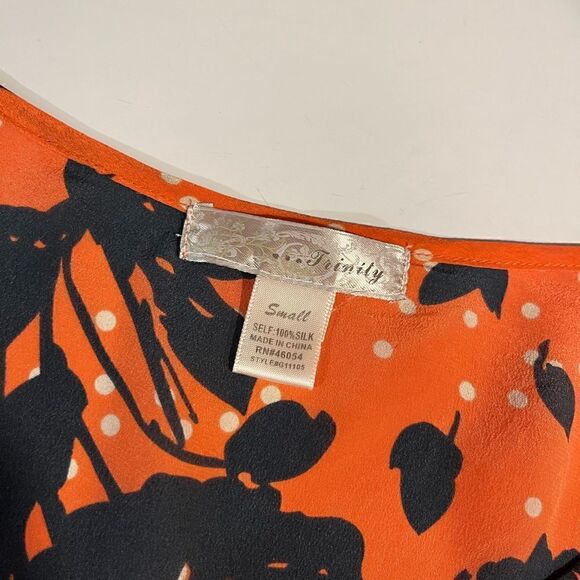 ...Trinity
Small
SELF:100%SILK
MADE IN CHINA
RN#46054
STYLE#G11105